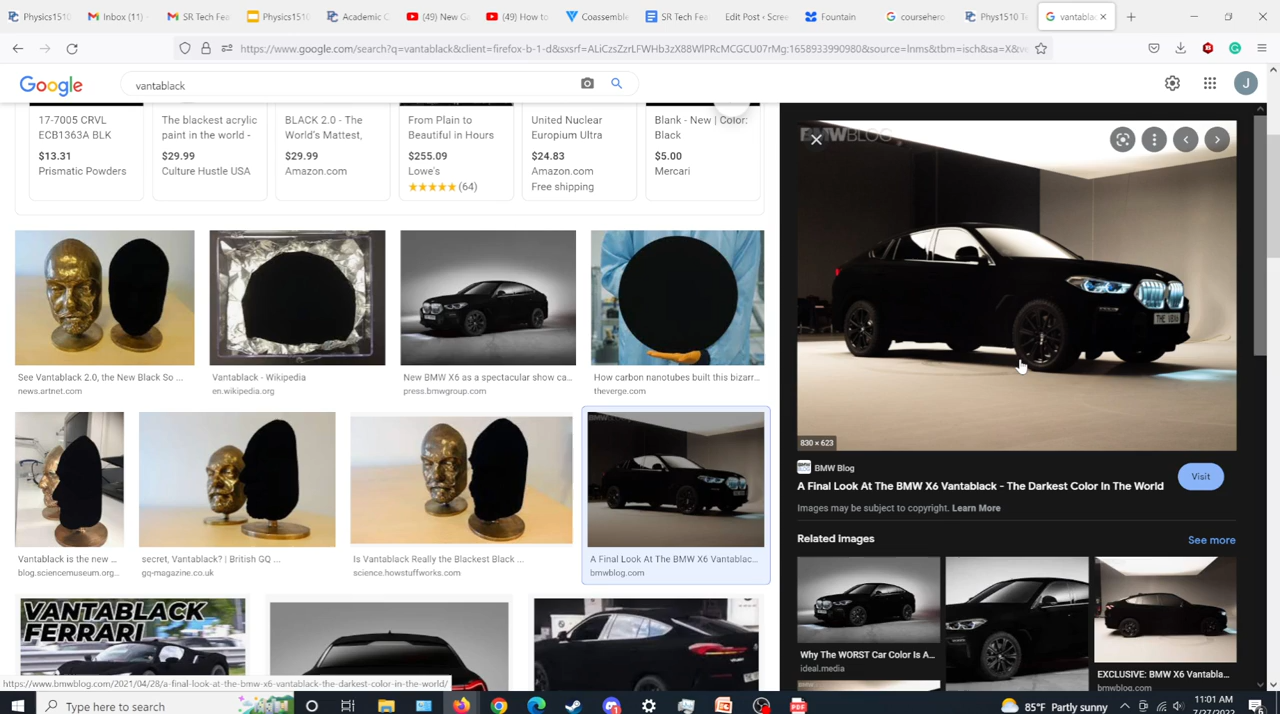 Physics1510
Inbox (11)
SR Tech Fea
Physics1510
Academic C
(49) New G
(49) How to
Coassemble
SR Tech Fea
Edit Post ‹ Scree
Fountain
coursehero
Phys1510 Te
vantablac
https://www.google.com/search?q=vantablack&client=firefox-b-1-d&sxsrf=ALiCzsZzrLFWHb3zX88WlPRcMCGCU07rMg:1658933990980&source=lnms&tbm=isch&sa=X&v
Google
vantablack
J
17-7005 CRVL
ECB1363A BLK
$13.31
Prismatic Powders
The blackest acrylic
paint in the world -
$29.99
Culture Hustle USA
BLACK 2.0 - The
World's Mattest,
$29.99
Amazon.com
From Plain to
Beautiful in Hours
$255.09
Lowe's
★★★★★ (64)
United Nuclear
Europium Ultra
$24.83
Amazon.com
Free shipping
Blank - New | Color:
Black
$5.00
Mercari
See Vantablack 2.0, the New Black So ...
news.artnet.com
Vantablack - Wikipedia
en.wikipedia.org
New BMW X6 as a spectacular show ca...
press.bmwgroup.com
How carbon nanotubes built this bizarr...
theverge.com
Vantablack is the new ...
blog.sciencemuseum.org...
secret, Vantablack? | British GQ ...
gq-magazine.co.uk
Is Vantablack Really the Blackest Black ...
science.howstuffworks.com
A Final Look At The BMW X6 Vantablac...
bmwblog.com
VANTABLACK
FERRARI
https://www.bmwblog.com/2021/04/28/a-final-look-at-the-bmw-x6-vantablack-the-darkest-color-in-the-world/
BMWBLOG
830 × 623
BMW Blog
A Final Look At The BMW X6 Vantablack - The Darkest Color In The World
Visit
Images may be subject to copyright. Learn More
Related Images
See more
Why The WORST Car Color Is A...
ideal.media
EXCLUSIVE: BMW X6 Vantabla...
bmwblog.com
Type here to search
85°F Partly sunny
11:01 AM
7/27/2022